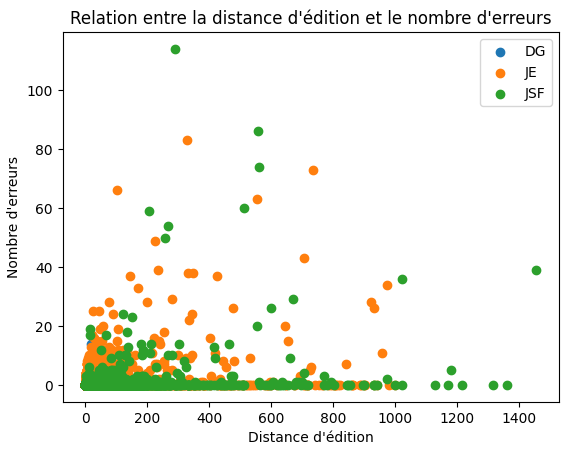 Relation entre la distance d'édition et le nombre d'erreurs
DG
JE
JSF
Nombre d'erreurs
100
80
60
40
20
0
0 200 400 600 800 1000 1200 1400
Distance d'édition